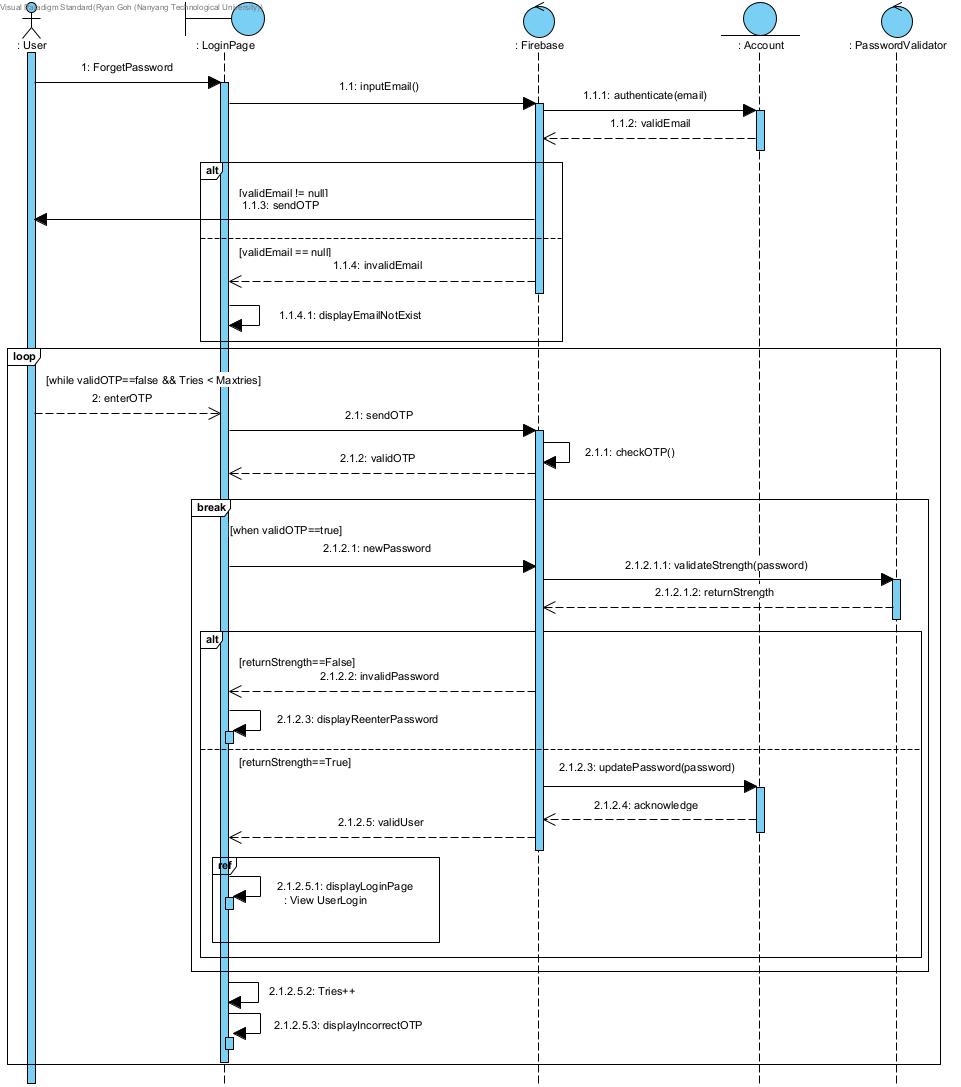 Visual Paradigm Standard(Ryan Goh (Nanyang Technological University))
: User
: LoginPage
: Firebase
: Account
: PasswordValidator
1: ForgetPassword
1.1: inputEmail()
1.1.1: authenticate(email)
1.1.2: validEmail
alt
[validEmail != null]
1.1.3: sendOTP
[validEmail == null]
1.1.4: invalidEmail
1.1.4.1: displayEmailNotExist
loop
[while validOTP==false && Tries < Maxtries]
2: enterOTP
2.1: sendOTP
2.1.1: checkOTP()
2.1.2: validOTP
break
[when validOTP==true]
2.1.2.1: newPassword
2.1.2.1.1: validateStrength(password)
2.1.2.1.2: returnStrength
alt
[returnStrength==False]
2.1.2.2: invalidPassword
2.1.2.3: displayReenterPassword
[returnStrength==True]
2.1.2.3: updatePassword(password)
2.1.2.4: acknowledge
2.1.2.5: validUser
ref
2.1.2.5.1: displayLoginPage
: View UserLogin
2.1.2.5.2: Tries++
2.1.2.5.3: displayIncorrectOTP